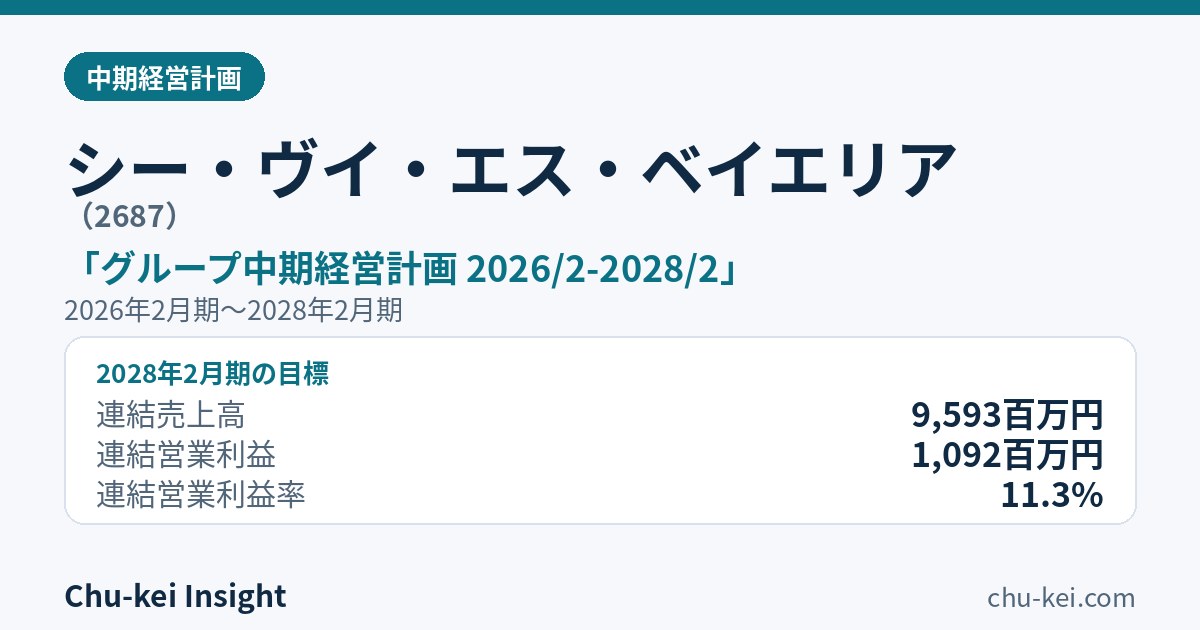 中期経営計画
シー・ヴイ・エス・ベイエリア
（2687）
「グループ中期経営計画 2026/2-2028/2」
2026年2月期～2028年2月期
2028年2月期の目標
連結売上高 9,593百万円
連結営業利益 1,092百万円
連結営業利益率 11.3%
Chu-kei Insight chu-kei.com